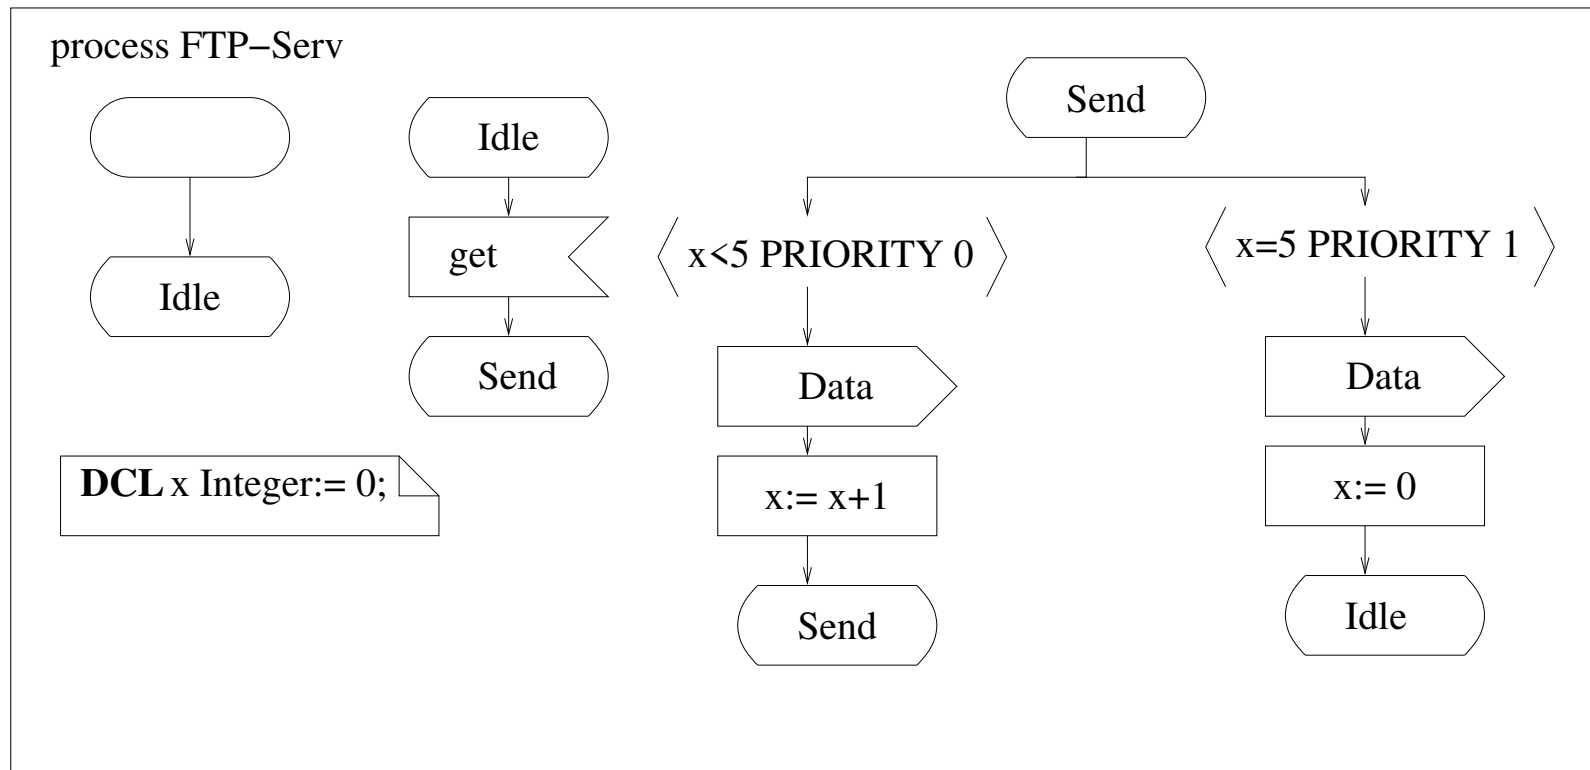 process FTP−Serv
Idle
DCL x Integer:= 0;
Idle
get
Send
Send
x<5 PRIORITY 0
Data
x:= x+1
Send
x=5 PRIORITY 1
Data
x:= 0
Idle